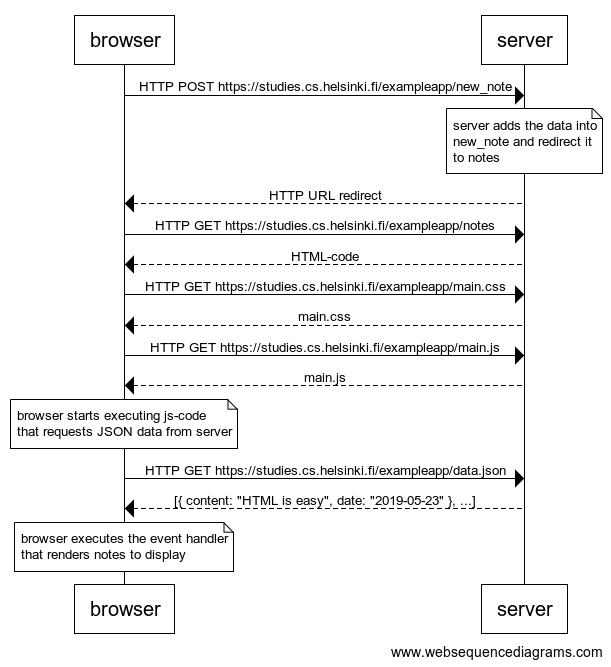 browser
server
HTTP POST https://studies.cs.helsinki.fi/exampleapp/new_note
server adds the data into
new_note and redirect it
to notes
HTTP URL redirect
HTTP GET https://studies.cs.helsinki.fi/exampleapp/notes
HTML-code
HTTP GET https://studies.cs.helsinki.fi/exampleapp/main.css
main.css
HTTP GET https://studies.cs.helsinki.fi/exampleapp/main.js
main.js
browser starts executing js-code
that requests JSON data from server
HTTP GET https://studies.cs.helsinki.fi/exampleapp/data.json
[{ content: "HTML is easy", date: "2019-05-23" }, ...]
browser executes the event handler
that renders notes to display
browser
server
www.websequencediagrams.com